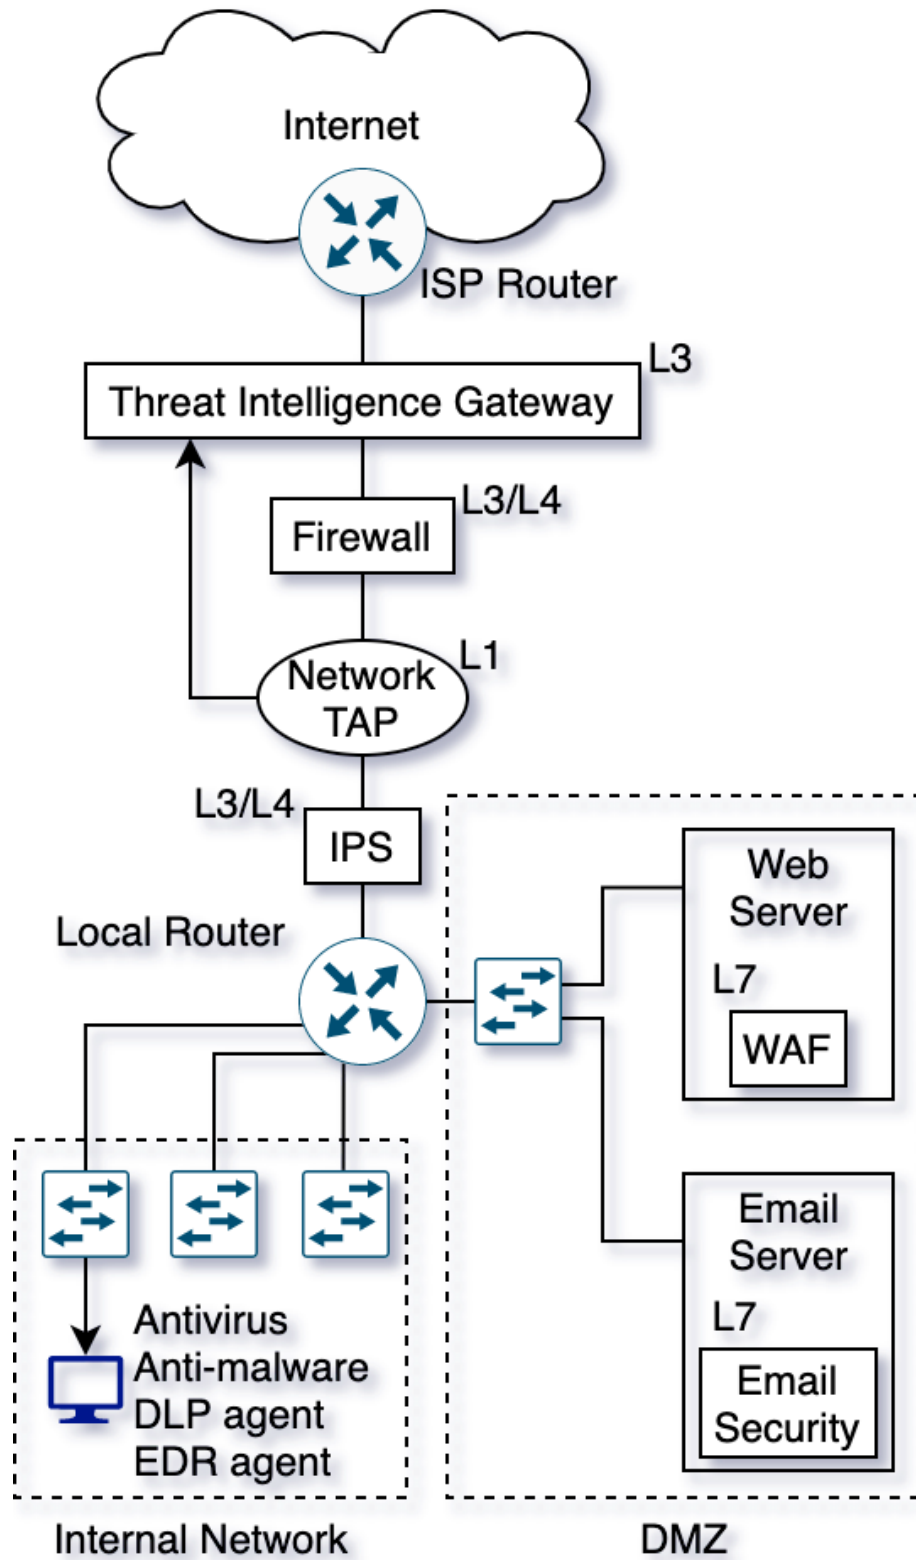 Internet
ISP Router
L3
Threat Intelligence Gateway
L3/L4
Firewall
L1
Network
TAP
L3/L4
IPS
Local Router
Web
Server
L7
WAF
Email
Server
L7
Email
Security
Antivirus
Anti-malware
DLP agent
EDR agent
Internal Network
DMZ